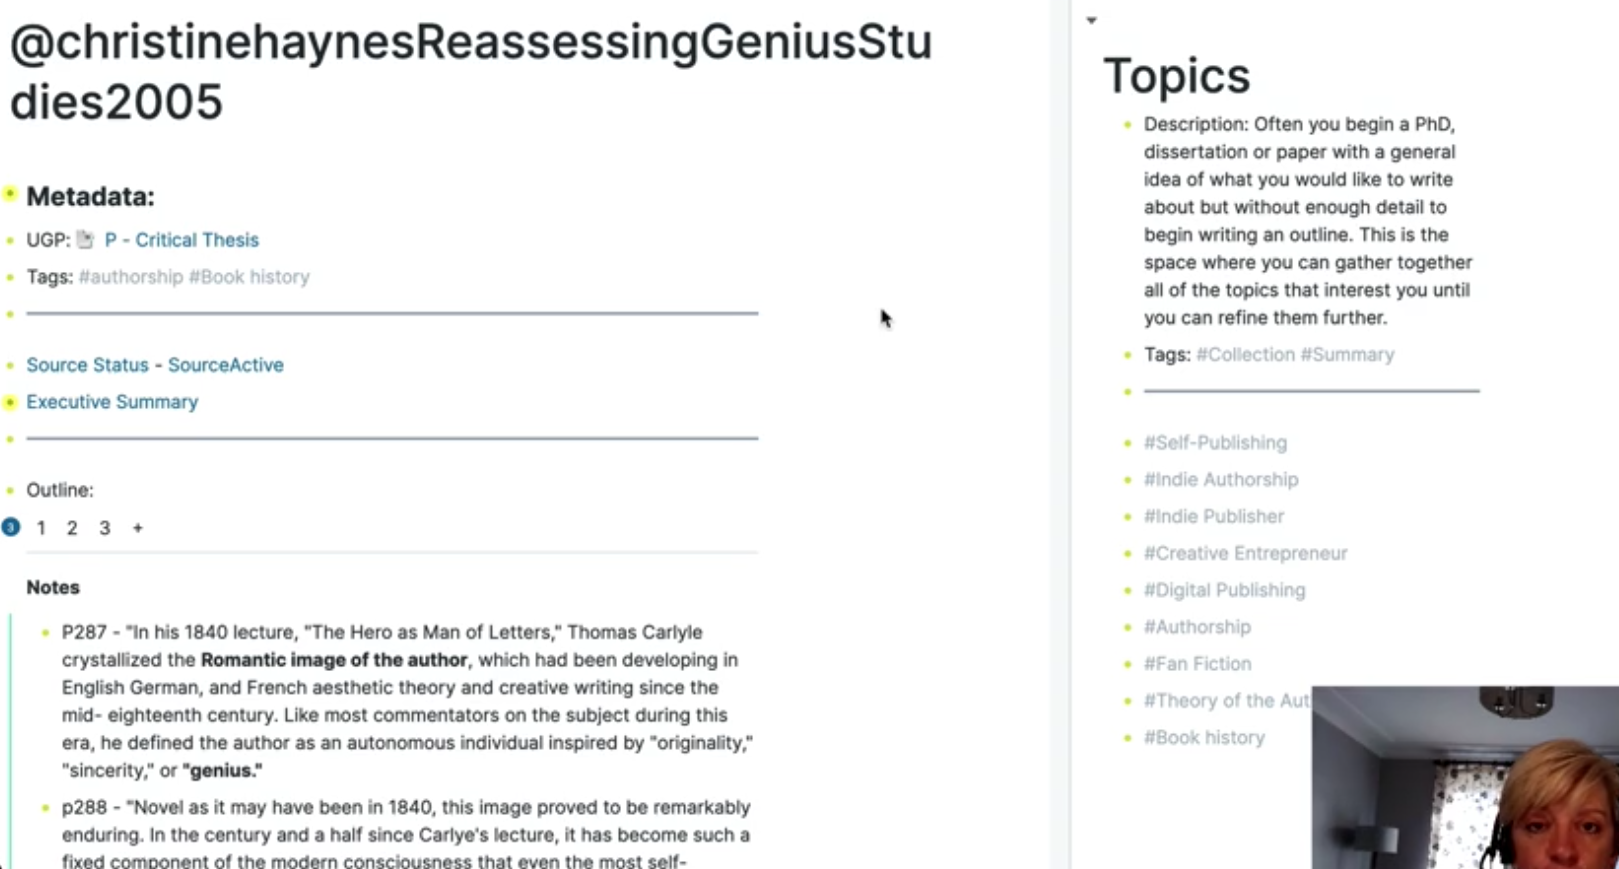 @christinehaynesReassessingGeniusStu
dies2005
Metadata:
UGP: P - Critical Thesis
Tags: #authorship #Book history
Source Status - SourceActive
Executive Summary
Outline:
3 1 2 3 +
Notes
P287 - "In his 1840 lecture, "The Hero as Man of Letters," Thomas Carlyle
crystallized the Romantic image of the author, which had been developing in
English German, and French aesthetic theory and creative writing since the
mid- eighteenth century. Like most commentators on the subject during this
era, he defined the author as an autonomous individual inspired by "originality,"
"sincerity," or "genius."
p288 - "Novel as it may have been in 1840, this image proved to be remarkably
enduring. In the century and a half since Carlye's lecture, it has become such a
fixed component of the modern consciousness that even the most self-
Topics
Description: Often you begin a PhD,
dissertation or paper with a general
idea of what you would like to write
about but without enough detail to
begin writing an outline. This is the
space where you can gather together
all of the topics that interest you until
you can refine them further.
Tags: #Collection #Summary
#Self-Publishing
#Indie Authorship
#Indie Publisher
#Creative Entrepreneur
#Digital Publishing
#Authorship
#Fan Fiction
#Theory of the Aut
#Book history